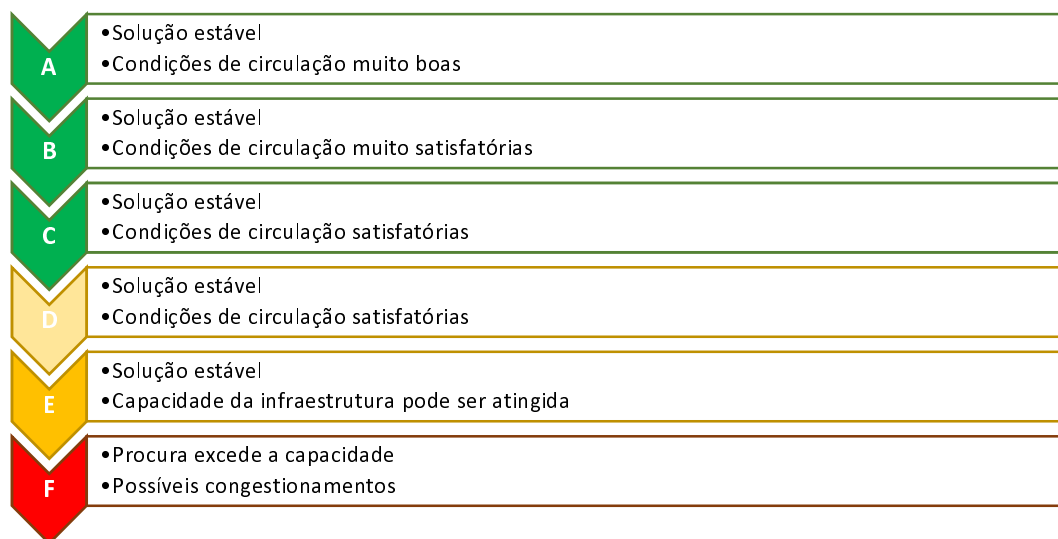 A
•Solução estável
•Condições de circulação muito boas
B
•Solução estável
•Condições de circulação muito satisfatórias
C
•Solução estável
•Condições de circulação satisfatórias
D
•Solução estável
•Condições de circulação satisfatórias
E
•Solução estável
•Capacidade da infraestrutura pode ser atingida
F
•Procura excede a capacidade
•Possíveis congestionamentos